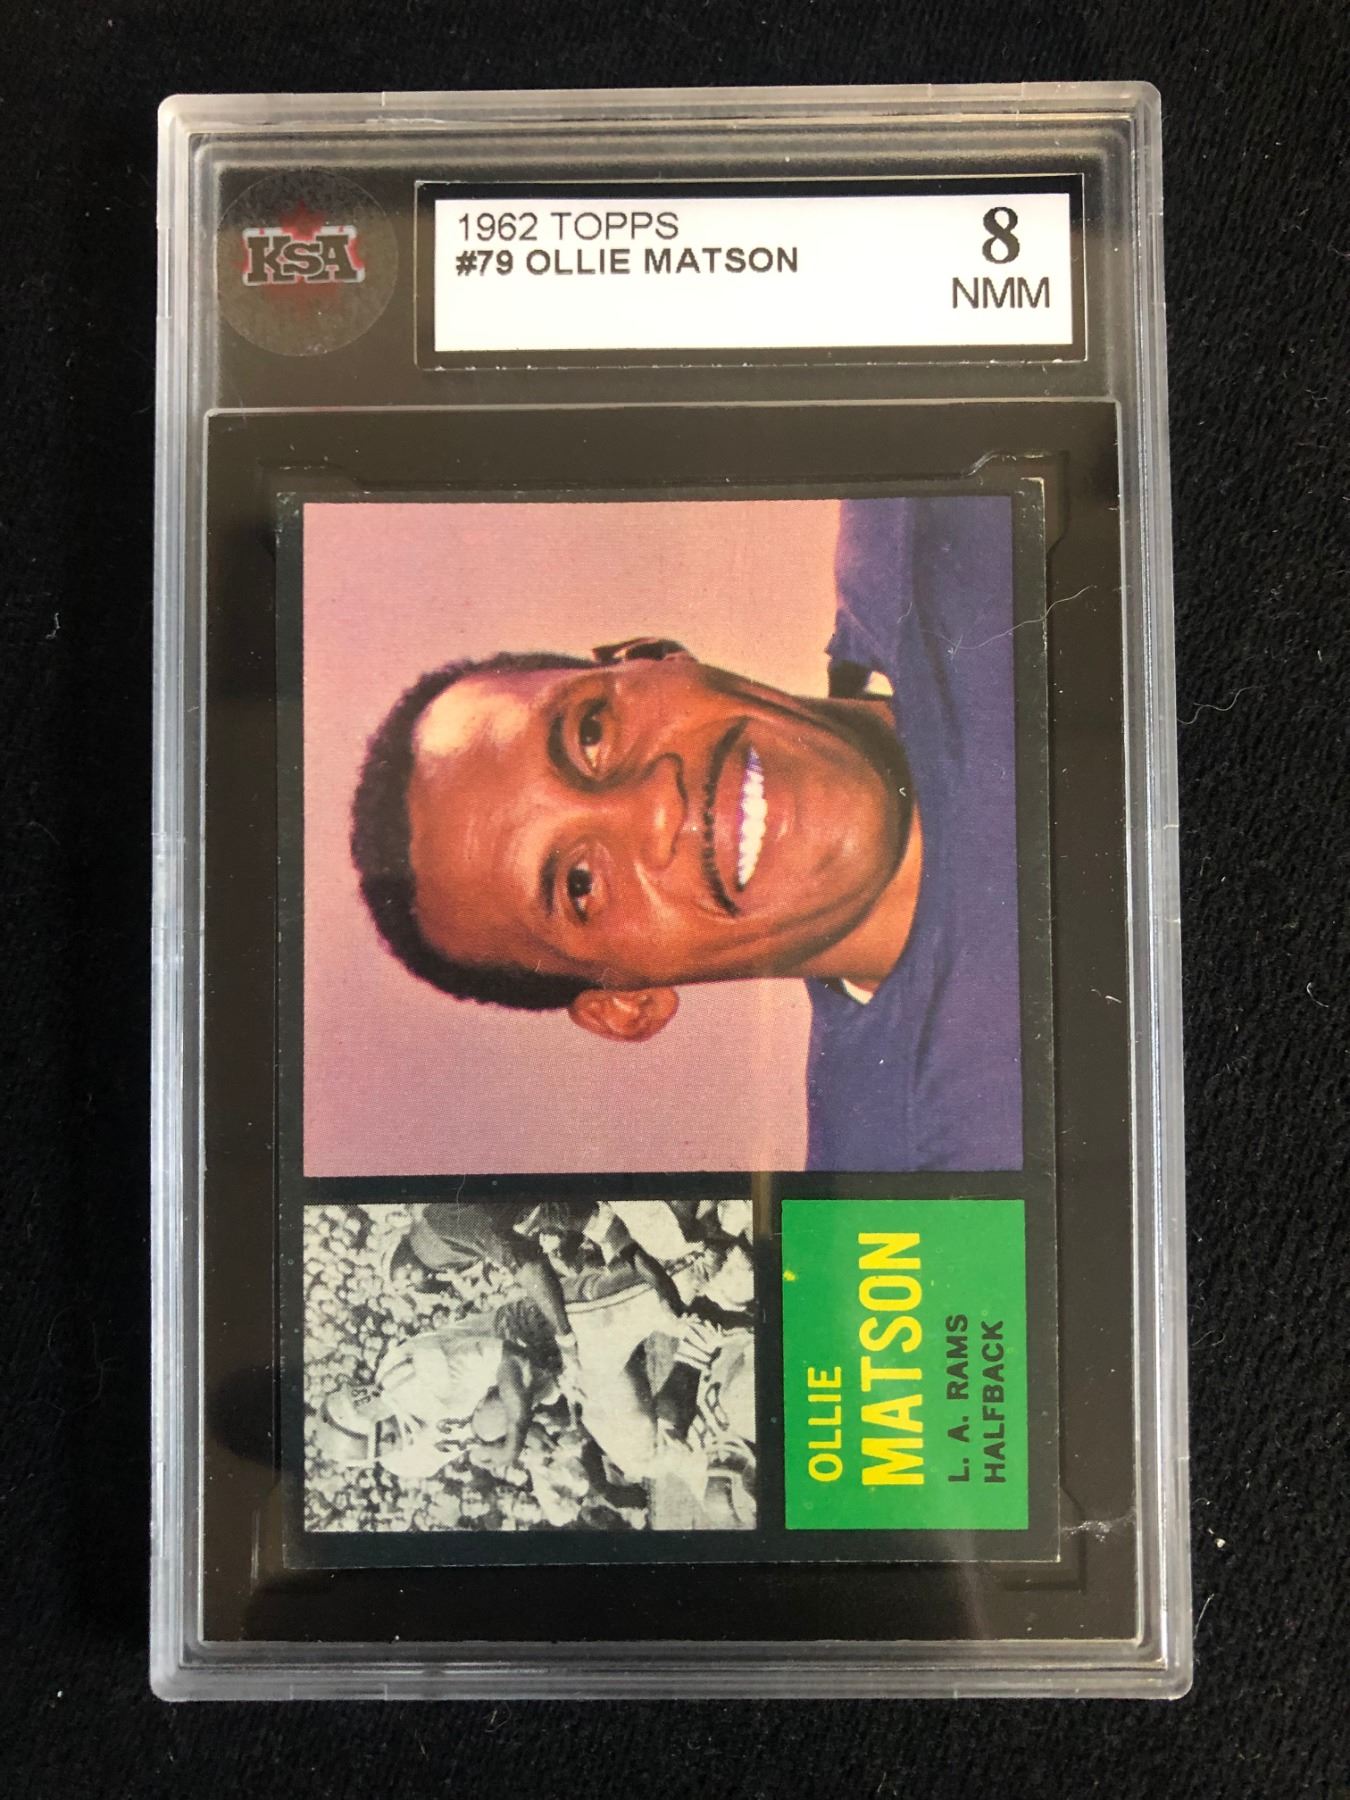 KSA
1962 TOPPS
#79 OLLIE MATSON
8
NMM
OLLIE
MATSON
L. A. RAMS
HALFBACK